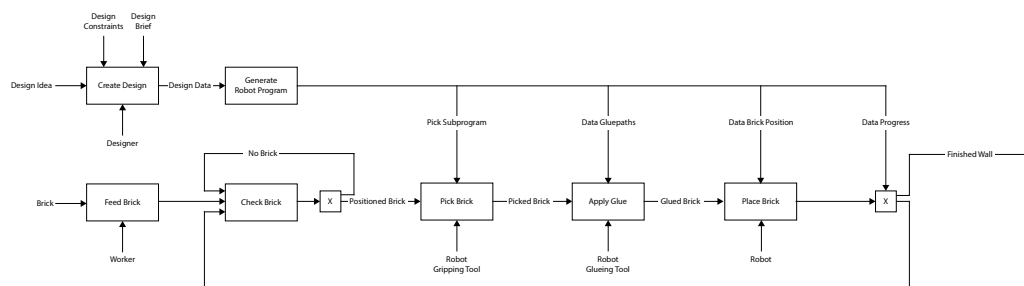 Design
Constraints
Design
Brief
Design Idea
Create Design
Design Data
Generate
Robot Program
Designer
Pick Subprogram
Data Gluepaths
Data Brick Position
Data Progress
No Brick
Finished Wall
Brick
Feed Brick
Check Brick
X
Positioned Brick
Pick Brick
Picked Brick
Apply Glue
Glued Brick
Place Brick
X
Worker
Robot
Gripping Tool
Robot
Glueing Tool
Robot